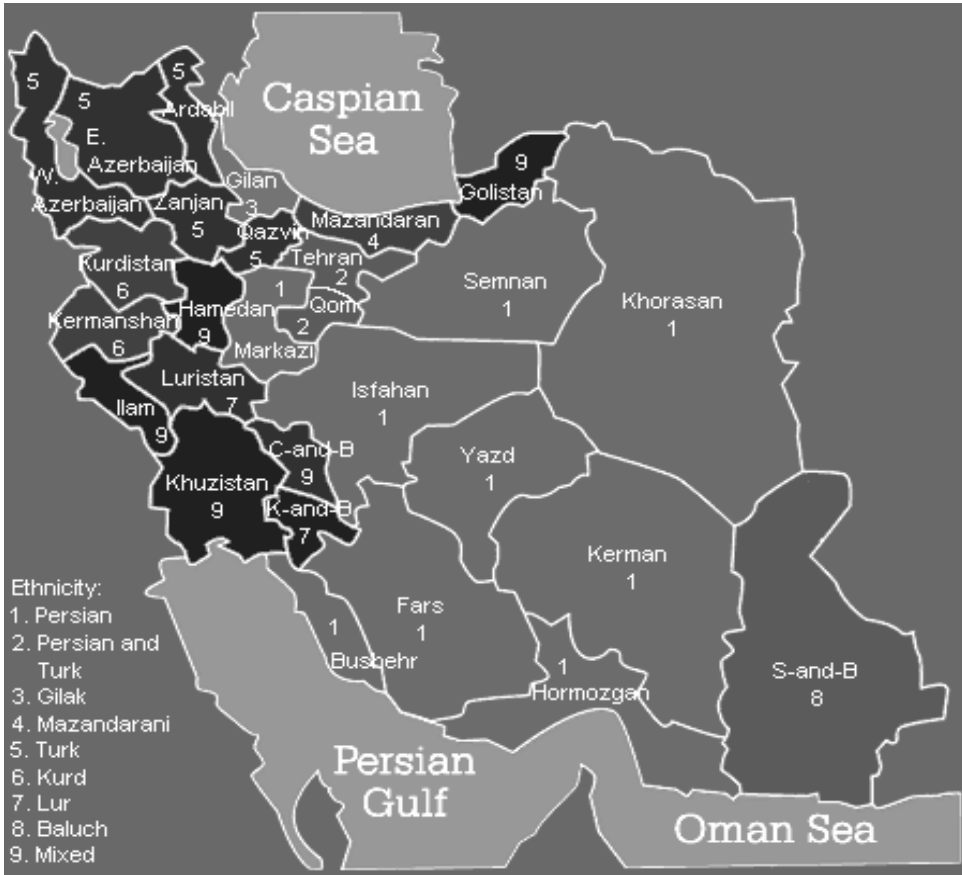 Caspian
Sea
5
5
5
Ardabil
E.
Azerbaijan
W.
Azerbaijan
Gilan
3
9
Golistan
Zanjan
5
Mazandaran
4
Qazvin
5
Tehran
2
Kurdistan
6
Semnan
1
Khorasan
1
1
Markazi
Qom
2
Hamedan
9
Kermanshah
6
Luristan
7
Isfahan
1
Ilam
9
C-and-B
9
Yazd
1
Khuzistan
9
K-and-B
7
Kerman
1
Fars
1
1
Bushehr
1
Hormozgan
S-and-B
8
Ethnicity:
1. Persian
2. Persian and
Turk
3. Gilak
4. Mazandarani
5. Turk
6. Kurd
7. Lur
8. Baluch
9. Mixed
Persian
Gulf
Oman Sea